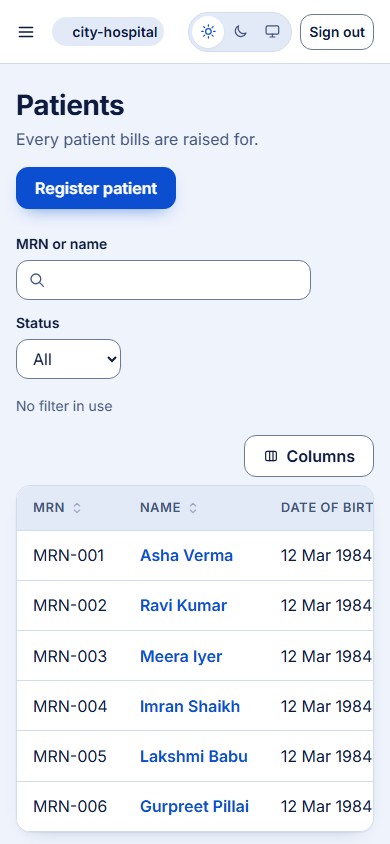 city-hospital
Sign out
Patients
Every patient bills are raised for.
Register patient
MRN or name
Status
All
No filter in use
Columns
MRN NAME DATE OF BIRT
MRN-001 Asha Verma 12 Mar 1984
MRN-002 Ravi Kumar 12 Mar 1984
MRN-003 Meera Iyer 12 Mar 1984
MRN-004 Imran Shaikh 12 Mar 1984
MRN-005 Lakshmi Babu 12 Mar 1984
MRN-006 Gurpreet Pillai 12 Mar 1984